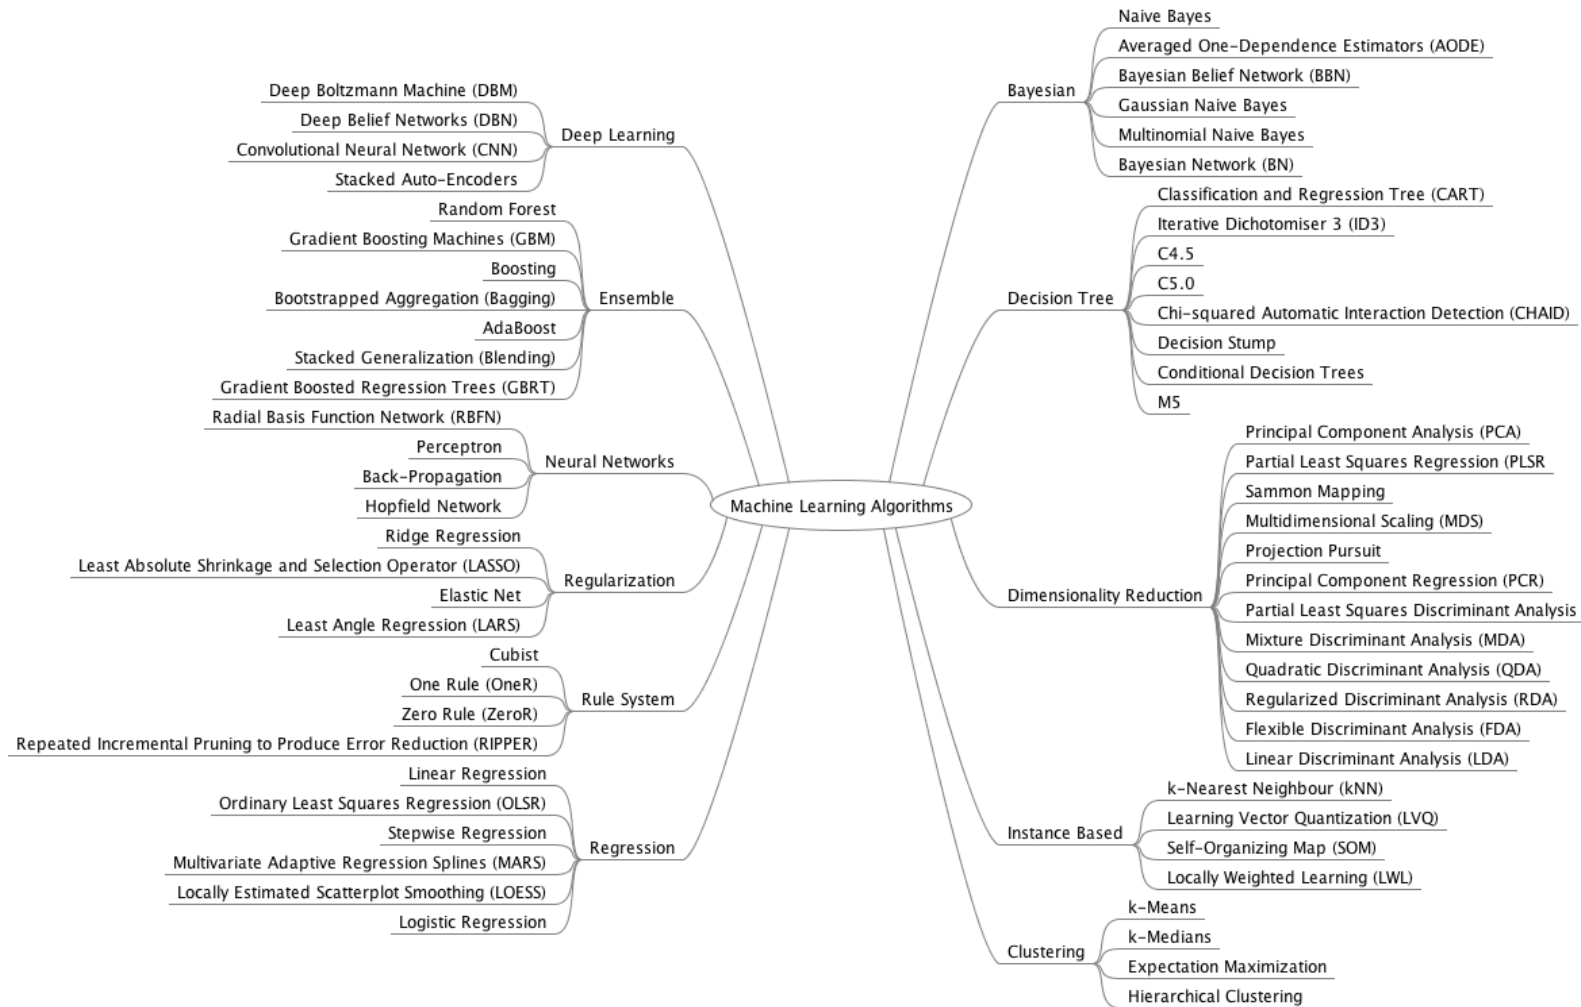 Machine Learning Algorithms
Deep Learning
Deep Boltzmann Machine (DBM)
Deep Belief Networks (DBN)
Convolutional Neural Network (CNN)
Stacked Auto-Encoders
Ensemble
Random Forest
Gradient Boosting Machines (GBM)
Boosting
Bootstrapped Aggregation (Bagging)
AdaBoost
Stacked Generalization (Blending)
Gradient Boosted Regression Trees (GBRT)
Neural Networks
Radial Basis Function Network (RBFN)
Perceptron
Back-Propagation
Hopfield Network
Regularization
Ridge Regression
Least Absolute Shrinkage and Selection Operator (LASSO)
Elastic Net
Least Angle Regression (LARS)
Rule System
Cubist
One Rule (OneR)
Zero Rule (ZeroR)
Repeated Incremental Pruning to Produce Error Reduction (RIPPER)
Regression
Linear Regression
Ordinary Least Squares Regression (OLSR)
Stepwise Regression
Multivariate Adaptive Regression Splines (MARS)
Locally Estimated Scatterplot Smoothing (LOESS)
Logistic Regression
Bayesian
Naive Bayes
Averaged One-Dependence Estimators (AODE)
Bayesian Belief Network (BBN)
Gaussian Naive Bayes
Multinomial Naive Bayes
Bayesian Network (BN)
Decision Tree
Classification and Regression Tree (CART)
Iterative Dichotomiser 3 (ID3)
C4.5
C5.0
Chi-squared Automatic Interaction Detection (CHAID)
Decision Stump
Conditional Decision Trees
M5
Dimensionality Reduction
Principal Component Analysis (PCA)
Partial Least Squares Regression (PLSR
Sammon Mapping
Multidimensional Scaling (MDS)
Projection Pursuit
Principal Component Regression (PCR)
Partial Least Squares Discriminant Analysis
Mixture Discriminant Analysis (MDA)
Quadratic Discriminant Analysis (QDA)
Regularized Discriminant Analysis (RDA)
Flexible Discriminant Analysis (FDA)
Linear Discriminant Analysis (LDA)
Instance Based
k-Nearest Neighbour (kNN)
Learning Vector Quantization (LVQ)
Self-Organizing Map (SOM)
Locally Weighted Learning (LWL)
Clustering
k-Means
k-Medians
Expectation Maximization
Hierarchical Clustering